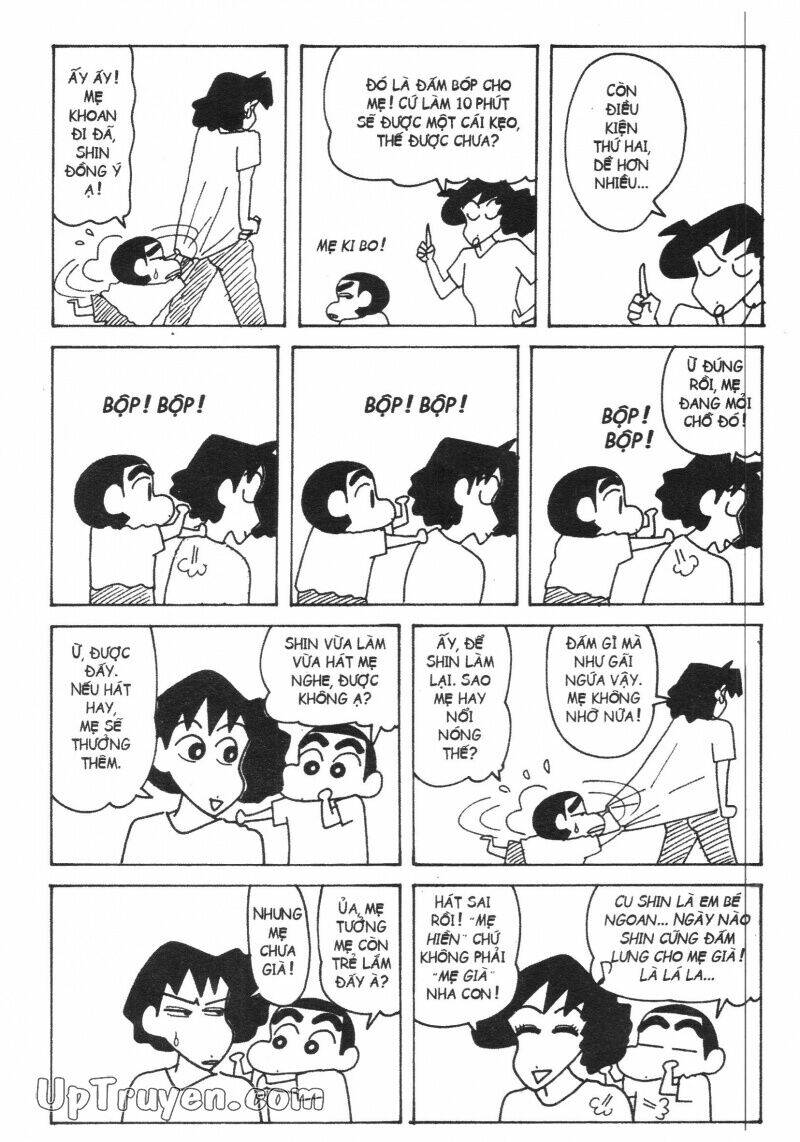 CÒN
ĐIỀU
KIỆN
THỨ HAI,
DỄ HƠN
NHIỀU...
ĐÓ LÀ ĐẤM BÓP CHO
MẸ! CỨ LÀM 10 PHÚT
SẼ ĐƯỢC MỘT CÁI KẸO,
THẾ ĐƯỢC CHƯA?
MẸ KI BO!
ẤY ẤY!
MẸ
KHOAN
ĐI ĐÃ,
SHIN
ĐỒNG Ý
Ạ!
Ừ ĐÚNG
RỒI, MẸ
ĐANG MỎI
CHỖ ĐÓ!
BỘP!
BỘP!
BỘP! BỘP!
BỘP! BỘP!
ĐẤM GÌ MÀ
NHƯ GÃI
NGỨA VẬY.
MẸ KHÔNG
NHỜ NỮA!
ẤY, ĐỂ
SHIN LÀM
LẠI. SAO
MẸ HAY
NỔI
NÓNG
THẾ?
SHIN VỪA LÀM
VỪA HÁT MẸ
NGHE, ĐƯỢC
KHÔNG Ạ?
Ừ, ĐƯỢC
ĐẤY.
NẾU HÁT
HAY,
MẸ SẼ
THƯỞNG
THÊM.
CU SHIN LÀ EM BÉ
NGOAN... NGÀY NÀO
SHIN CŨNG ĐẤM
LƯNG CHO MẸ GIÀ!
LÀ LÁ LA...
HÁT SAI
RỒI! "MẸ
HIỀN" CHỨ
KHÔNG PHẢI
"MẸ GIÀ"
NHA CON!
ỦA, MẸ
TƯỞNG
MẸ CÒN
TRẺ LẮM
ĐẤY À?
NHƯNG
MẸ
CHƯA
GIÀ!
UpTruyen.com